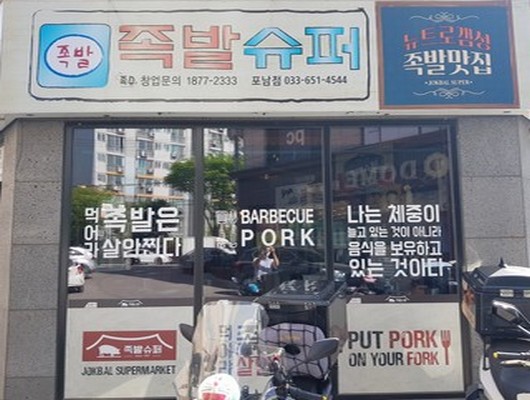 족발
족발슈퍼
족D. 창업문의 1877-2333 포남점 033-651-4544
뉴트로갬성
족발맛집
JOKBAL SUPER
족발은
살안찐다
BARBECUE
PORK
나는 체중이
늘고 있는 것이 아니라
음식을 보유하고
있는 것이다
족발슈퍼
JOKBAL SUPERMARKET
PUT PORK
ON YOUR FORK